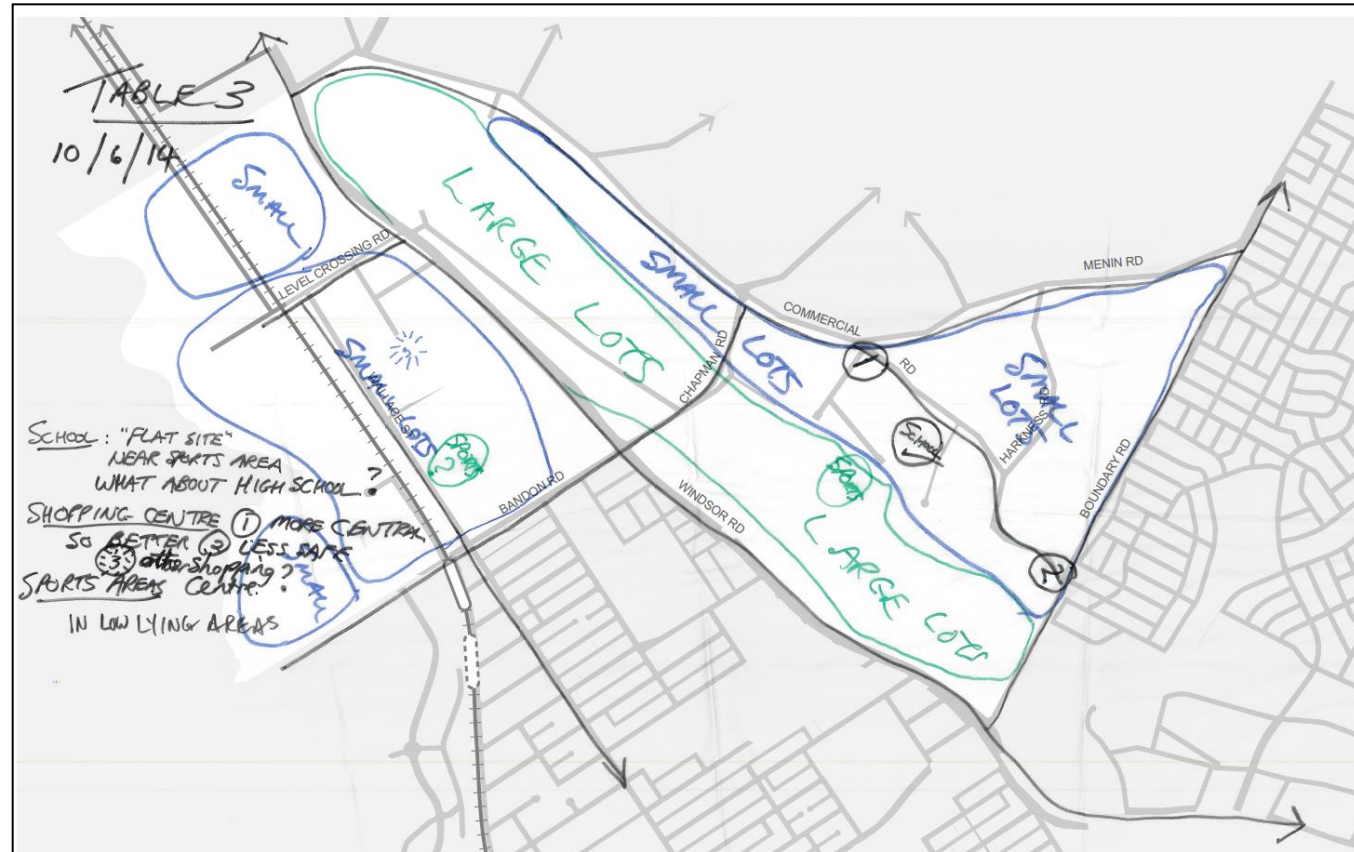 TABLE 3
10/6/14
SMALL
LEVEL CROSSING RD
LARGE
LOTS
SMALL
LOTS
COMMERCIAL
RD
MENIN RD
1
CHAPMAN RD
SMALL
LOTS
HARKNESS RD
BOUNDARY RD
SCHOOL
SPORTS
SMALL LOTS
SPORTS
?
BANDON RD
WINDSOR RD
LARGE LOTS
2
SCHOOL: "FLAT SITE"
NEAR SPORTS AREA
WHAT ABOUT HIGH SCHOOL ?
SHOPPING CENTRE 1 MORE CENTRAL
SO BETTER 2 LESS SAFE
3 other shopping
Centre?
SPORTS AREAS
SMALL
IN LOW LYING AREAS